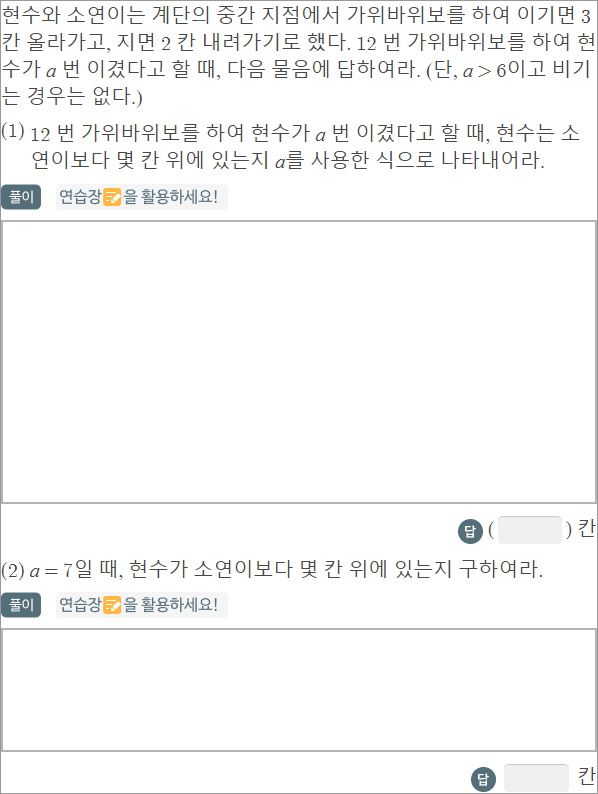 현수와 소연이는 계단의 중간 지점에서 가위바위보를 하여 이기면 3
칸 올라가고, 지면 2 칸 내려가기로 했다. 12 번 가위바위보를 하여 현
수가 a 번 이겼다고 할 때, 다음 물음에 답하여라. (단, a > 6이고 비기
는 경우는 없다.)
(1) 12 번 가위바위보를 하여 현수가 a 번 이겼다고 할 때, 현수는 소
연이보다 몇 칸 위에 있는지 a를 사용한 식으로 나타내어라.
풀이 연습장을 활용하세요!
답 ( ) 칸
(2) a = 7일 때, 현수가 소연이보다 몇 칸 위에 있는지 구하여라.
풀이 연습장을 활용하세요!
답 칸